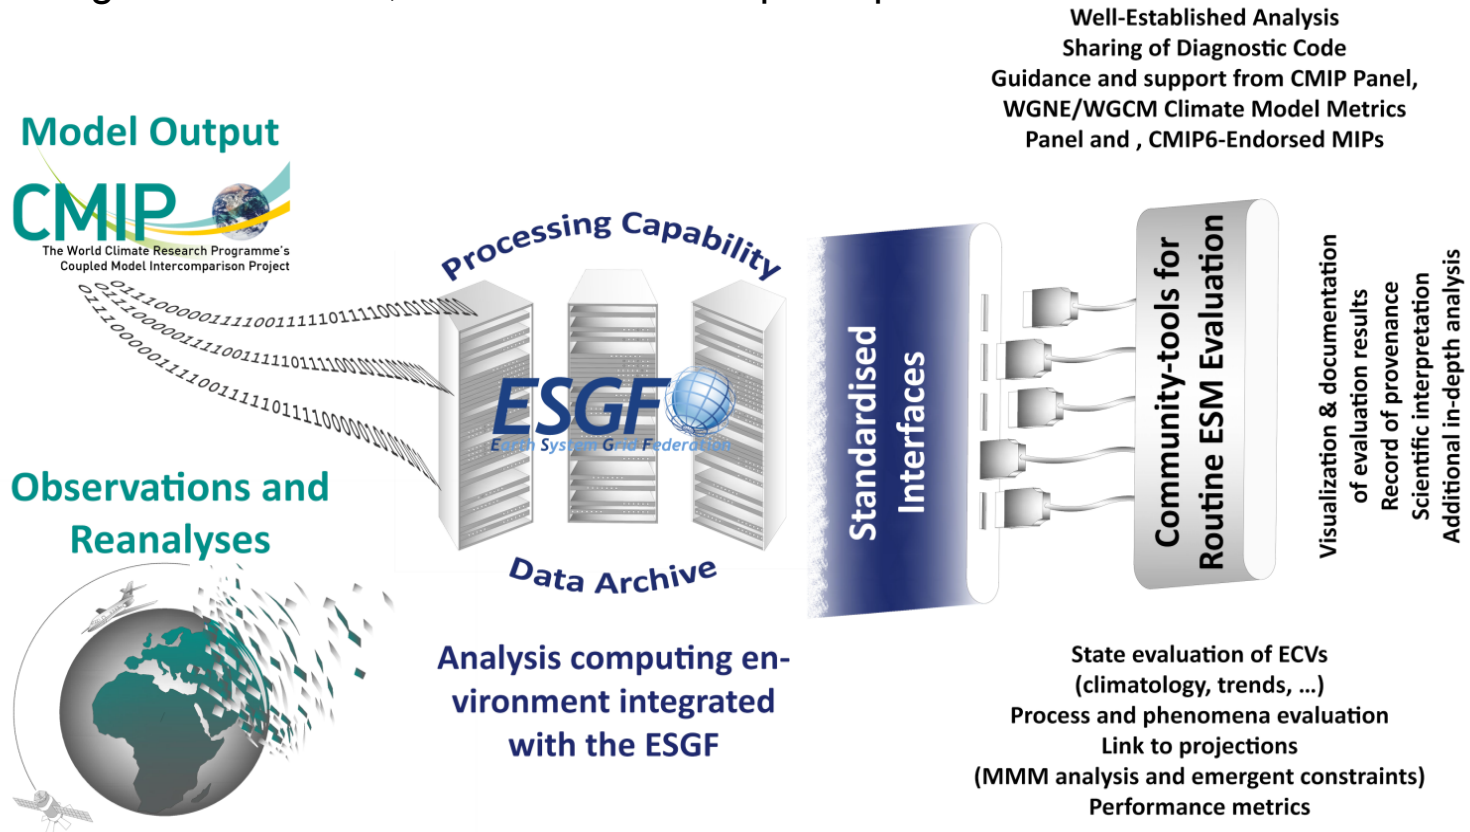 Well-Established Analysis
Sharing of Diagnostic Code
Guidance and support from CMIP Panel,
WGNE/WGCM Climate Model Metrics
Panel and , CMIP6-Endorsed MIPs
Model Output
CMIP
The World Climate Research Programme's
Coupled Model Intercomparison Project
Observations and
Reanalyses
Processing Capability
ESGF
Earth System Grid Federation
Data Archive
Analysis computing en-
vironment integrated
with the ESGF
Standardised
Interfaces
Community-tools for
Routine ESM Evaluation
Visualization & documentation
of evaluation results
Record of provenance
Scientific interpretation
Additional in-depth analysis
State evaluation of ECVs
(climatology, trends, ...)
Process and phenomena evaluation
Link to projections
(MMM analysis and emergent constraints)
Performance metrics